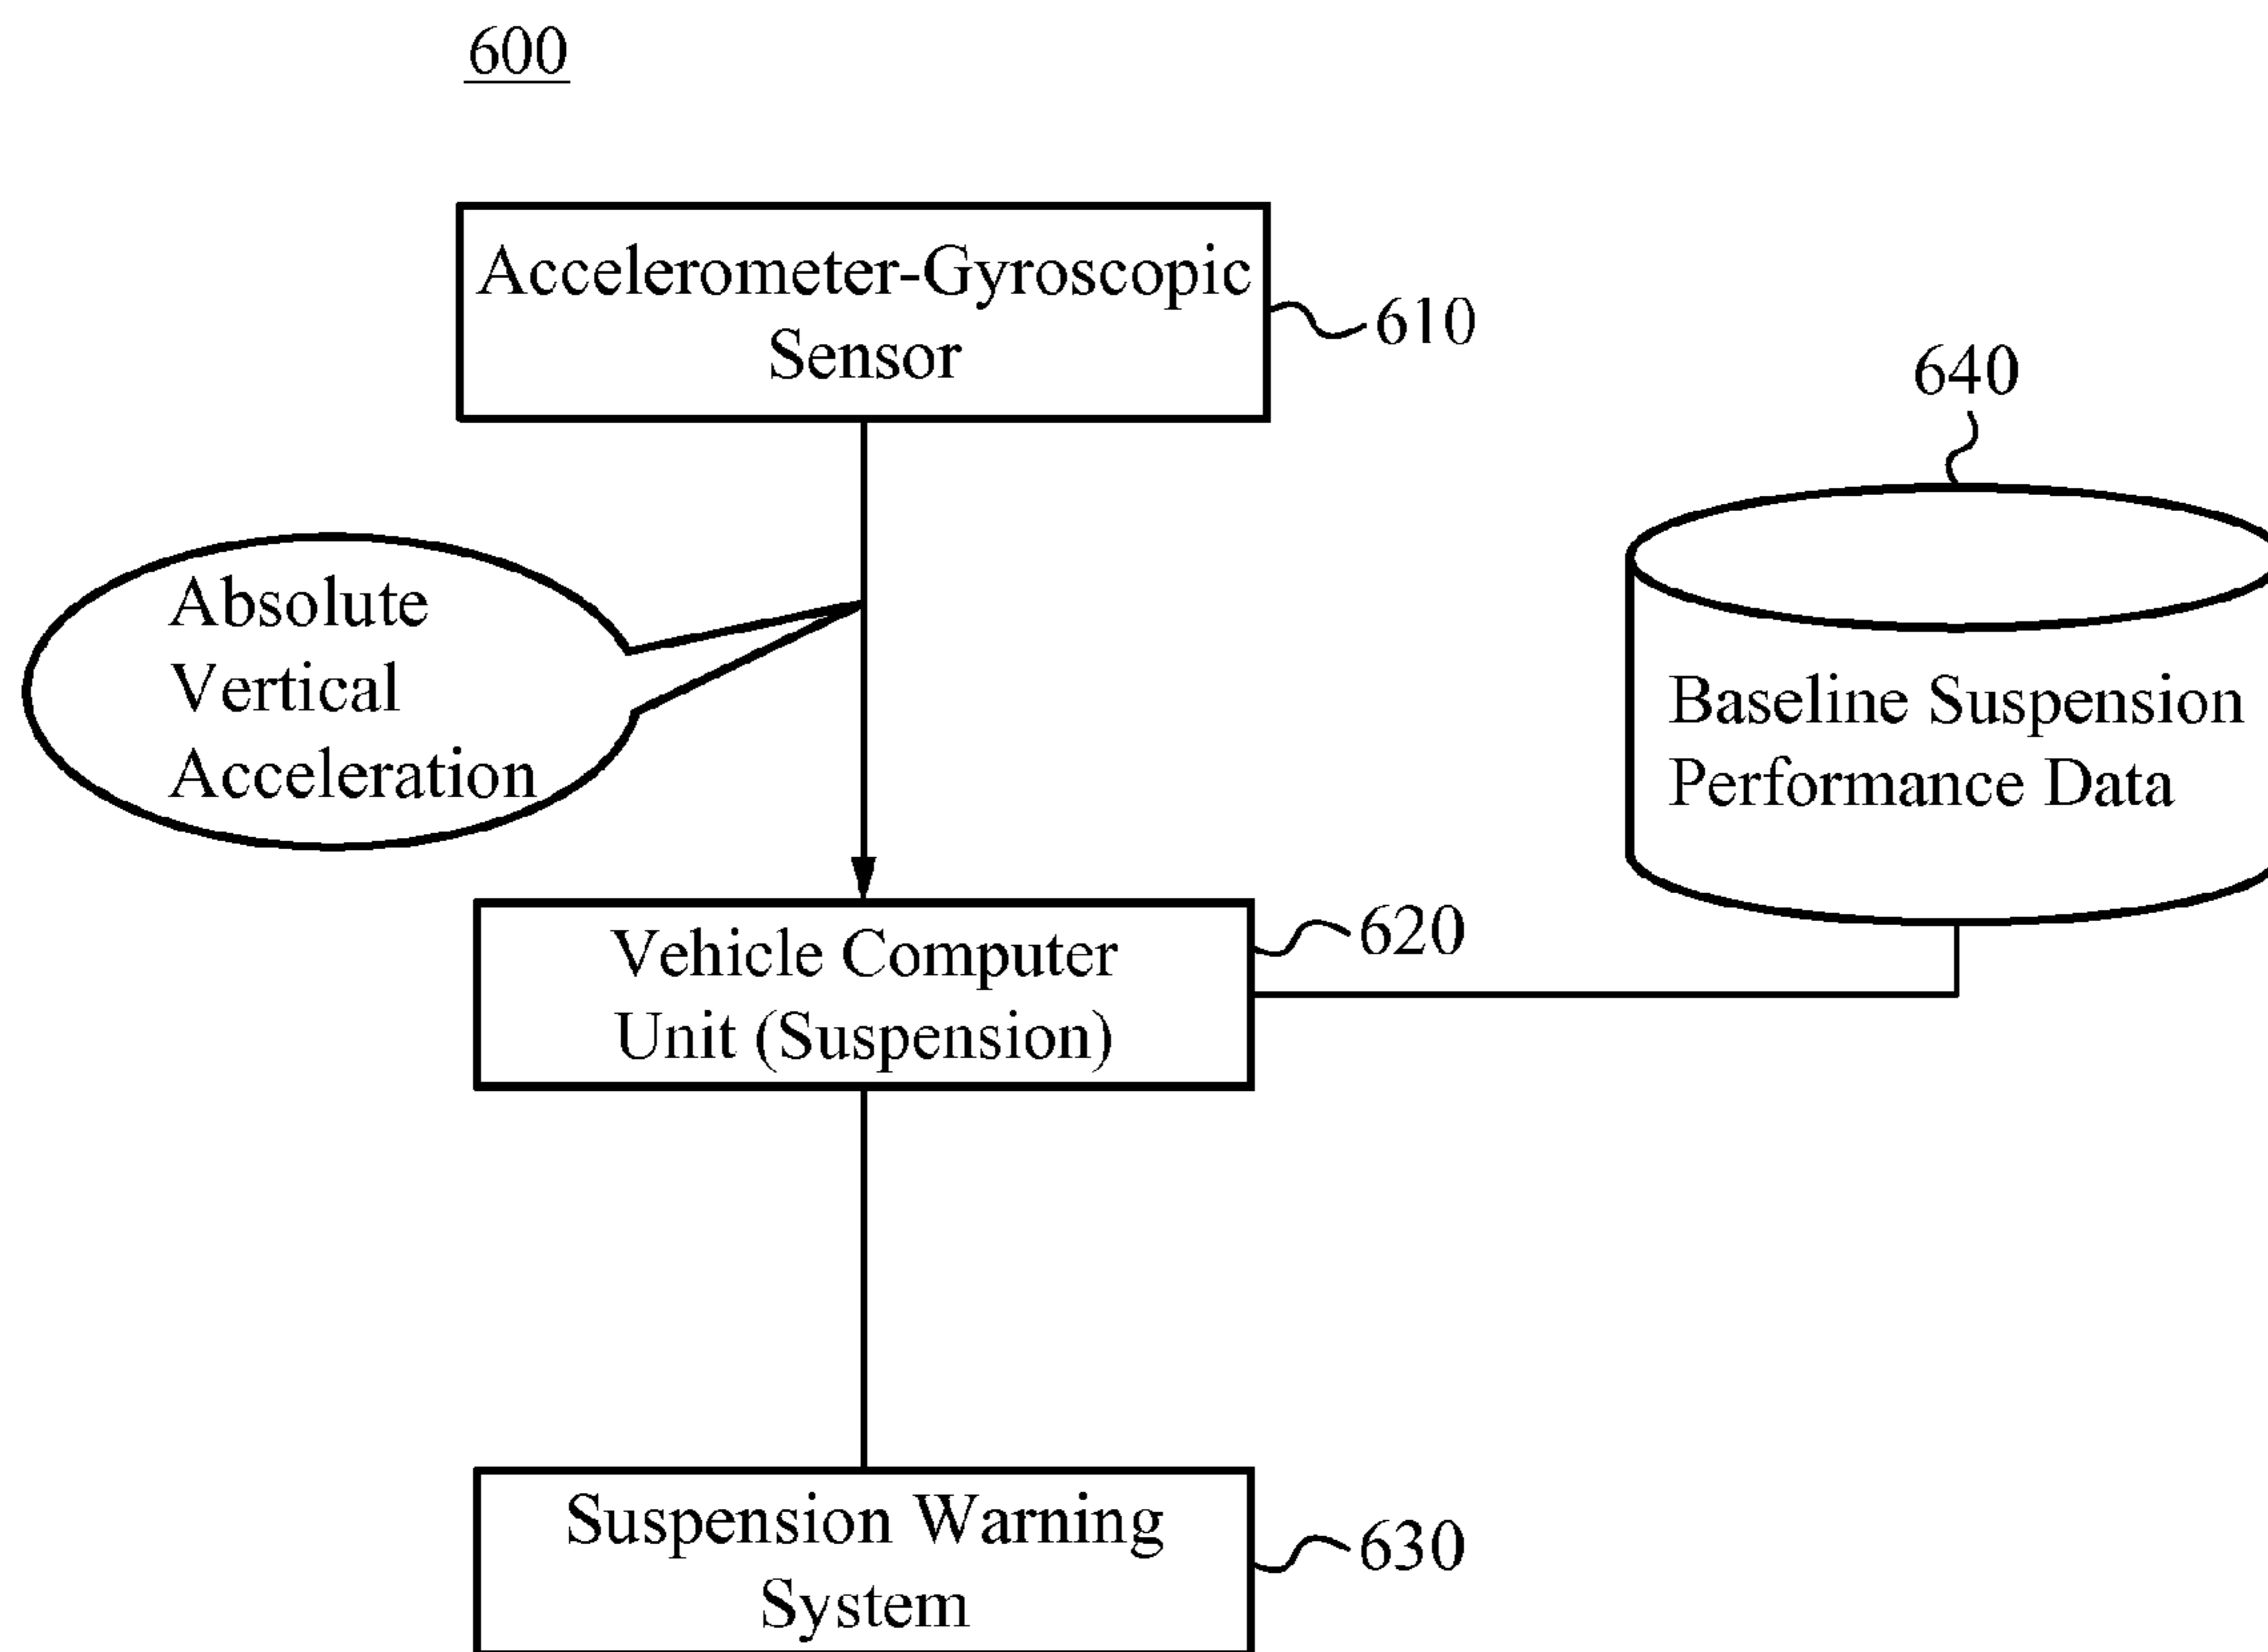 600
Accelerometer-Gyroscopic
Sensor
610
640
Absolute
Vertical
Acceleration
Baseline Suspension
Performance Data
Vehicle Computer
Unit (Suspension)
620
Suspension Warning
System
630